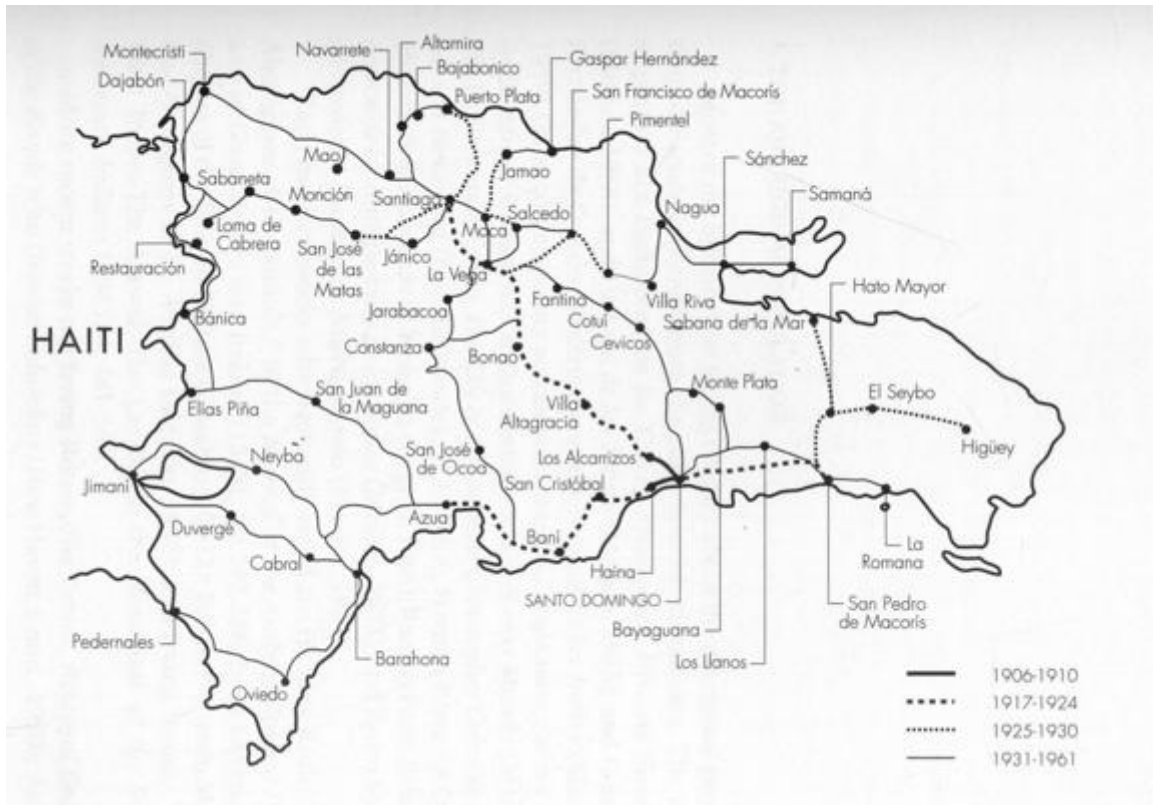 Montecristi
Dajabón
Navarrete
Altamira
Bajabonico
Puerto Plata
Gaspar Hernández
San Francisco de Macorís
Pimentel
Sánchez
Samaná
Mao
Sabaneta
Monción
Santiago
Jamao
Salcedo
Moca
Nagua
Loma de
Cabrera
Restauración
San José
de las
Matas
Jánico
La Vega
Jarabacoa
Fantino
Cotuí
Cevicos
Villa Riva
Sabana de la Mar
Hato Mayor
HAITI
Bánica
Constanza
Bonao
Monte Plata
El Seybo
Higüey
Elías Piña
San Juan de
la Maguana
Villa
Altagracia
Los Alcarrizos
San José
de Ocoa
San Cristóbal
Neyba
Jimaní
Duvergé
Cabral
Azua
Baní
Haina
SANTO DOMINGO
Bayaguana
Los Llanos
La
Romana
San Pedro
de Macorís
Pedernales
Oviedo
Barahona
1906-1910
1917-1924
1925-1930
1931-1961